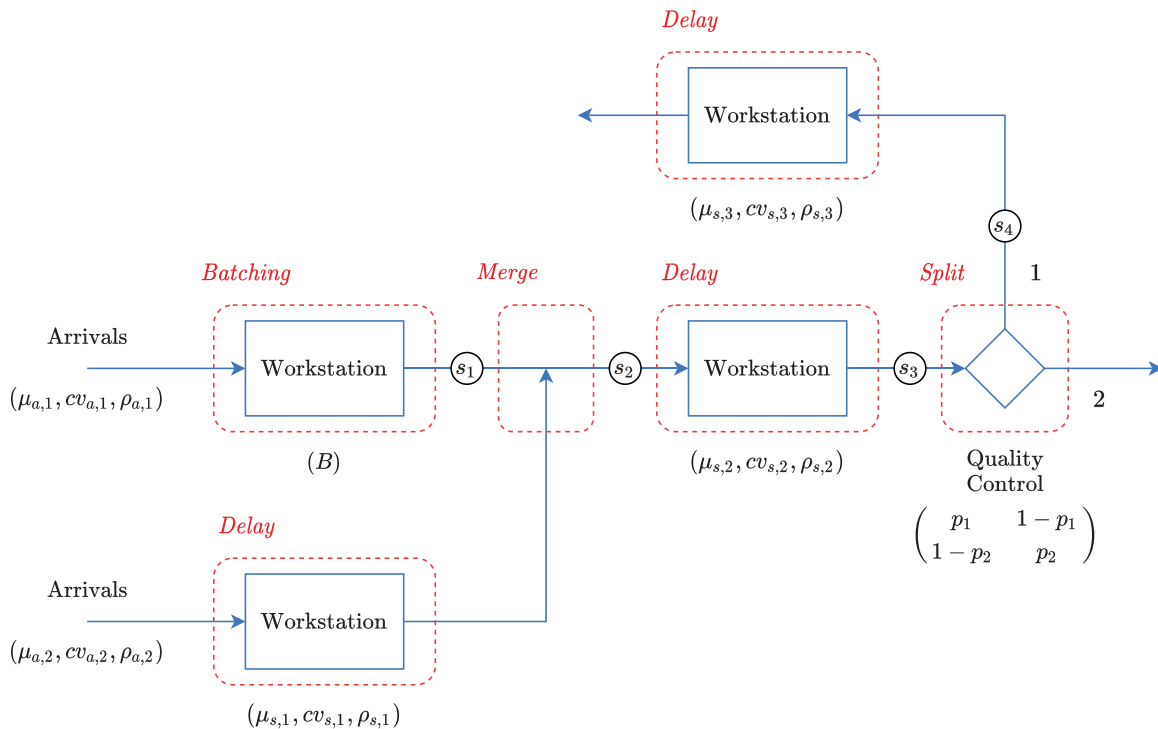 Delay
Workstation
(μs,3, cvs,3, ρs,3)
s4
Batching
Merge
Delay
Split
1
Arrivals
Workstation
s1
s2
Workstation
s3
(μa,1, cva,1, ρa,1)
2
(B)
(μs,2, cvs,2, ρs,2)
Quality
Control
p1 1 − p1
1 − p2 p2
Delay
Arrivals
Workstation
(μa,2, cva,2, ρa,2)
(μs,1, cvs,1, ρs,1)